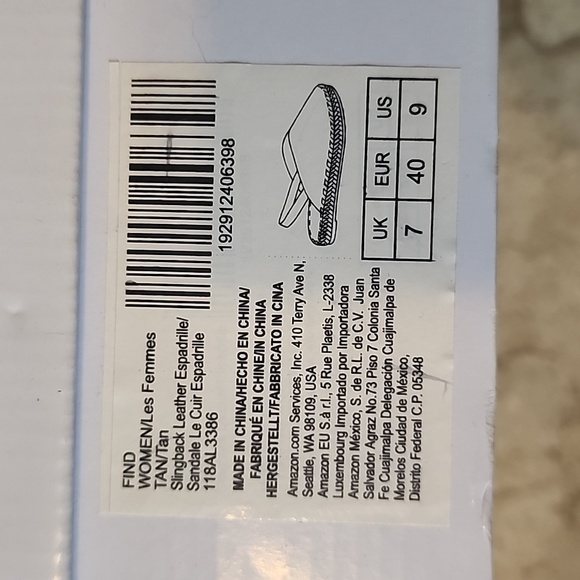 FIND
WOMEN/Les Femmes
TAN/Tan
Slingback Leather Espadrille/
Sandale Le Cuir Espadrille
118AL3386
192912406398
MADE IN CHINA/HECHO EN CHINA/
FABRIQUÉ EN CHINE/IN CHINA
HERGESTELLT/FABBRICATO IN CINA
Amazon.com Services, Inc. 410 Terry Ave N,
Seattle, WA 98109, USA
Amazon EU S.à r.l., 5 Rue Plaetis, L-2338
Luxembourg Importado por Importadora
Amazon México, S. de R.L. de C.V. Juan
Salvador Agraz No.73 Piso 7 Colonia Santa
Fe Cuajimalpa Delegación Cuajimalpa de
Morelos Ciudad de México,
Distrito Federal C.P. 05348
UK EUR US
7 40 9